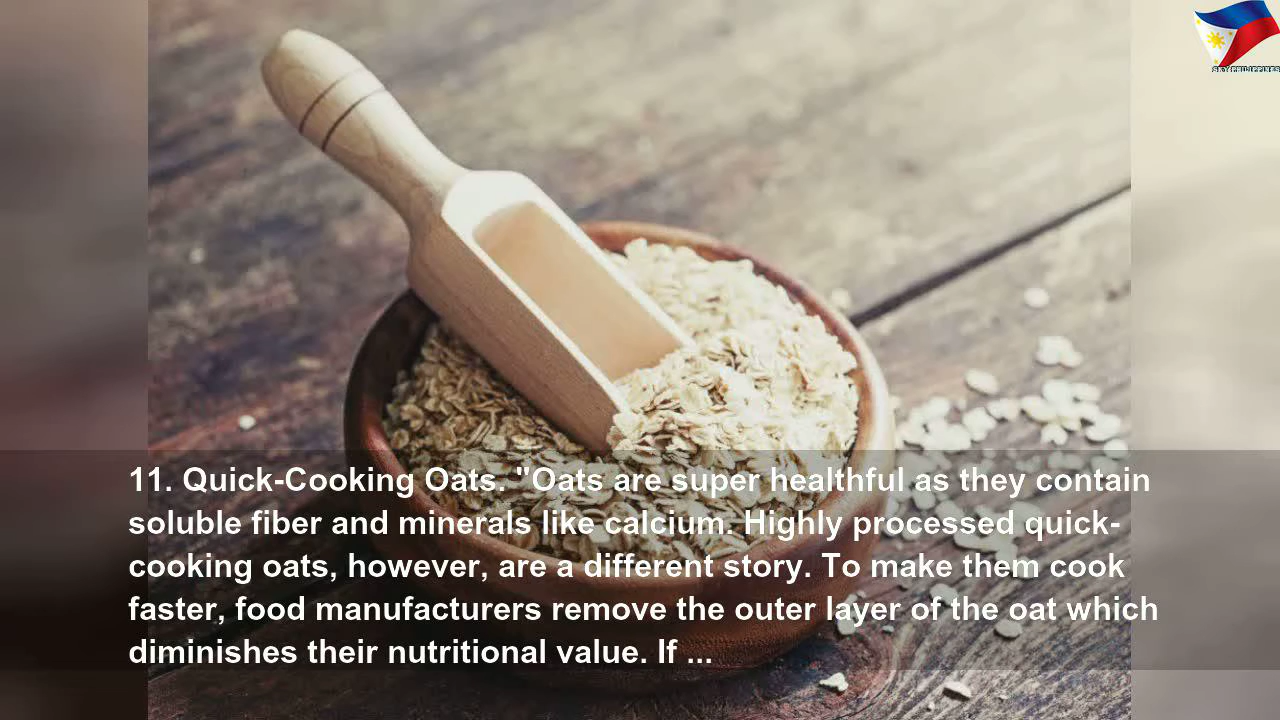 11. Quick-Cooking Oats. "Oats are super healthful as they contain
soluble fiber and minerals like calcium. Highly processed quick-
cooking oats, however, are a different story. To make them cook
faster, food manufacturers remove the outer layer of the oat which
diminishes their nutritional value. If ...